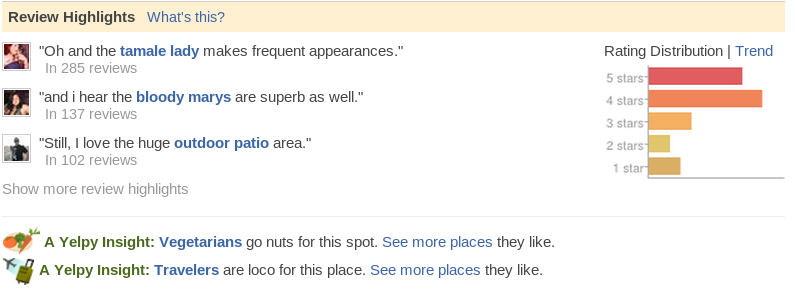 Review Highlights What's this?
"Oh and the tamale lady makes frequent appearances."
In 285 reviews
"and i hear the bloody marys are superb as well."
In 137 reviews
"Still, I love the huge outdoor patio area."
In 102 reviews
Show more review highlights
Rating Distribution | Trend
5 stars
4 stars
3 stars
2 stars
1 star
A Yelpy Insight: Vegetarians go nuts for this spot. See more places they like.
A Yelpy Insight: Travelers are loco for this place. See more places they like.